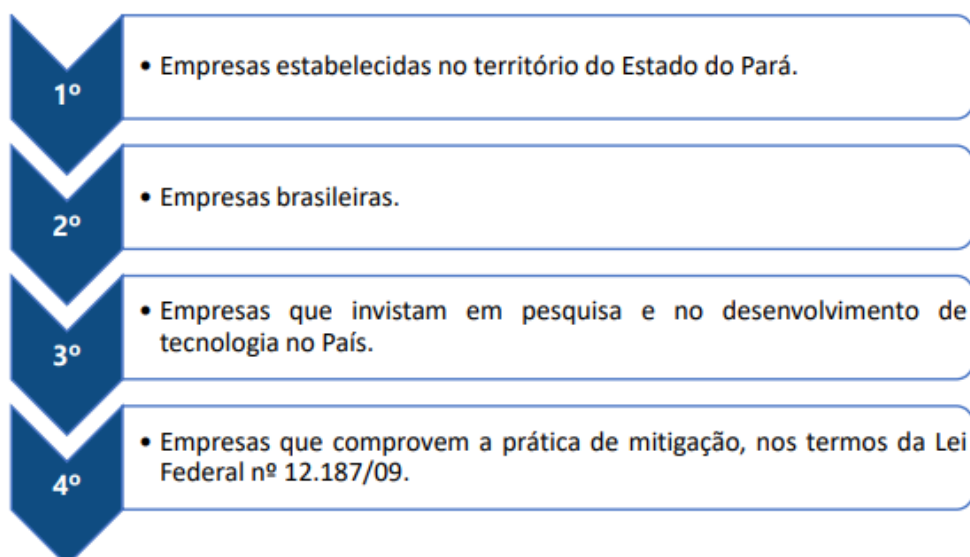 1º
• Empresas estabelecidas no território do Estado do Pará.
2º
• Empresas brasileiras.
3º
• Empresas que invistam em pesquisa e no desenvolvimento de
tecnologia no País.
4º
• Empresas que comprovem a prática de mitigação, nos termos da Lei
Federal nº 12.187/09.